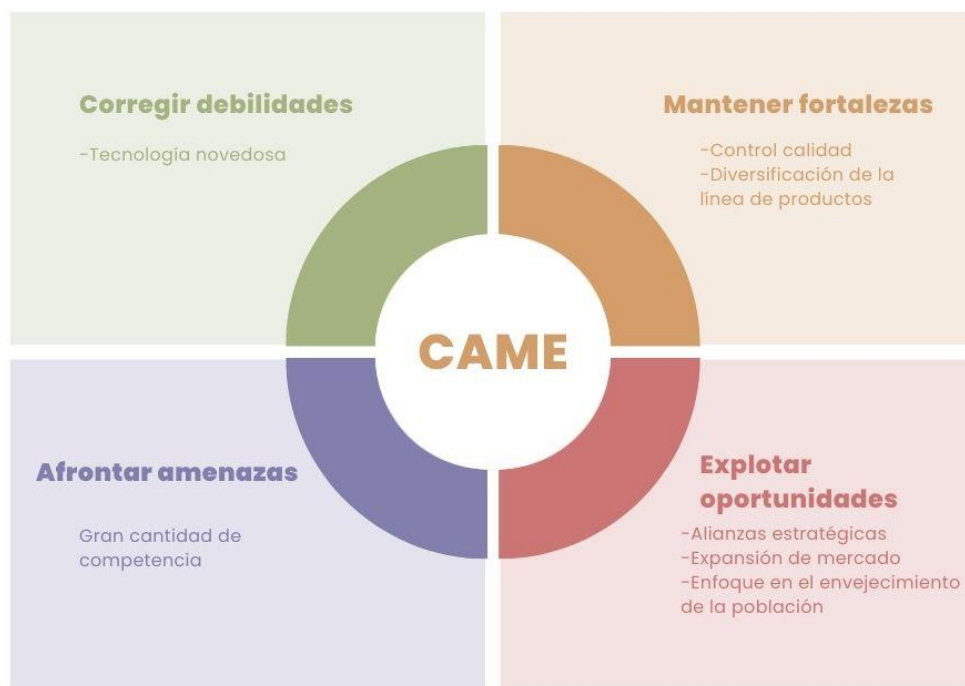 Corregir debilidades
-Tecnología novedosa
Mantener fortalezas
-Control calidad
-Diversificación de la
línea de productos
CAME
Afrontar amenazas
Gran cantidad de
competencia
Explotar
oportunidades
-Alianzas estratégicas
-Expansión de mercado
-Enfoque en el envejecimiento
de la población